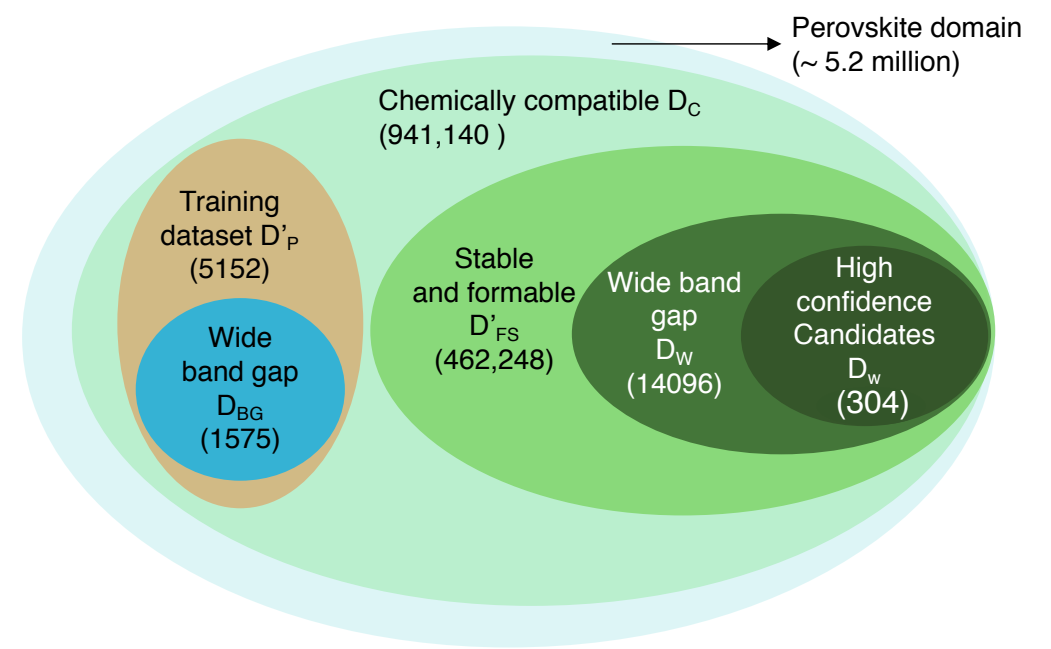 Perovskite domain
(~ 5.2 million)
Chemically compatible D_C
(941,140 )
Training
dataset D’_P
(5152)
Wide
band gap
D_BG
(1575)
Stable
and formable
D’_FS
(462,248)
Wide band
gap
D_W
(14096)
High
confidence
Candidates
D_w
(304)